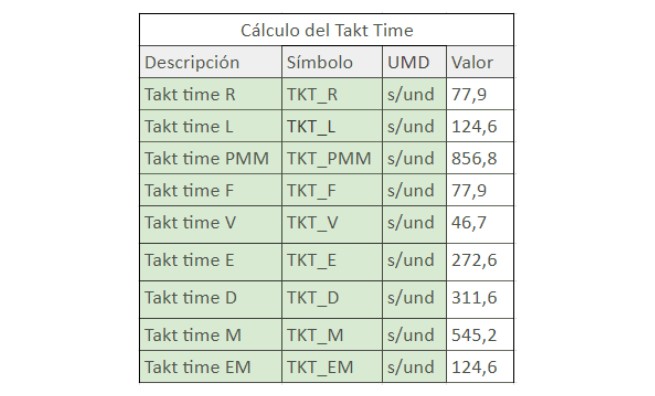 Cálculo del Takt Time
Descripción Símbolo UMD Valor
Takt time R TKT_R s/und 77,9
Takt time L TKT_L s/und 124,6
Takt time PMM TKT_PMM s/und 856,8
Takt time F TKT_F s/und 77,9
Takt time V TKT_V s/und 46,7
Takt time E TKT_E s/und 272,6
Takt time D TKT_D s/und 311,6
Takt time M TKT_M s/und 545,2
Takt time EM TKT_EM s/und 124,6